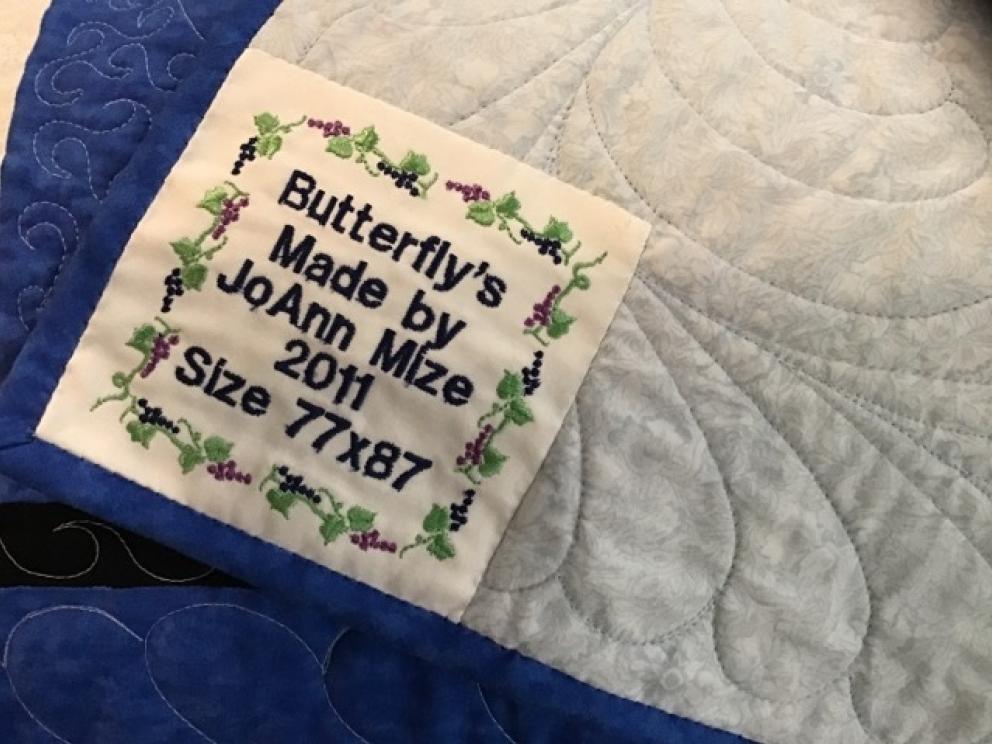 Butterfly's
Made by
JoAnn Mize
2011
Size 77x87